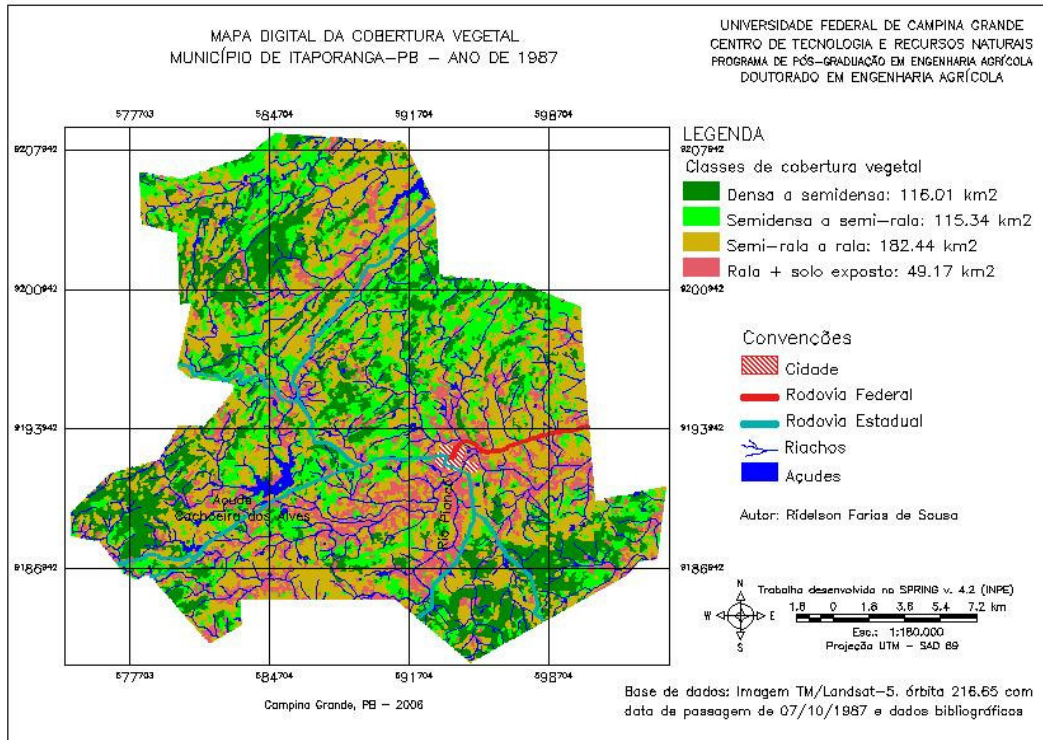 MAPA DIGITAL DA COBERTURA VEGETAL
MUNICÍPIO DE ITAPORANGA-PB - ANO DE 1987
UNIVERSIDADE FEDERAL DE CAMPINA GRANDE
CENTRO DE TECNOLOGIA E RECURSOS NATURAIS
PROGRAMA DE PÓS-GRADUAÇÃO EM ENGENHARIA AGRÍCOLA
DOUTORADO EM ENGENHARIA AGRÍCOLA
577703 584704 591704 598704
9207942 9207942
LEGENDA
Classes de cobertura vegetal
Densa a semidensa: 116.01 km2
Semidensa a semi-rala: 115.34 km2
Semi-rala a rala: 182.44 km2
Rala + solo exposto: 49.17 km2
9200942 9200942
Convenções
Cidade
Rodovia Federal
Rodovia Estadual
Riachos
Açudes
9193942 9193942
Açude
Cachoeira dos Alves
Rio Piancó
Autor: Ridelson Farias de Sousa
9186942 9186942
N
W E
S
Trabalho desenvolvido no SPRING v. 4.2 (INPE)
1.8 0 1.8 3.6 5.4 7.2 km
Esc.: 1:180.000
Projeção UTM - SAD 69
577703 584704 591704 598704
Campina Grande, PB - 2006
Base de dados: Imagem TM/Landsat-5, órbita 216.65 com
data de passagem de 07/10/1987 e dados bibliográficos